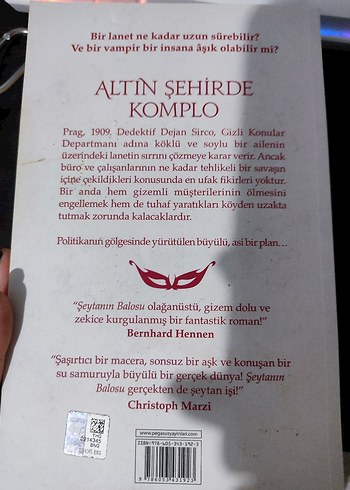 Bir lanet ne kadar uzun sürebilir?
Ve bir vampir bir insana âşık olabilir mi?
ALTIN ŞEHİRDE
KOMPLO
Prag, 1909. Dedektif Dejan Sirco, Gizli Konular
Departmanı adına köklü ve soylu bir ailenin
üzerindeki lanetin sırrını çözmeye karar verir. Ancak
büro ve çalışanlarının ne kadar tehlikeli bir savaşın
içine çekildikleri konusunda en ufak fikirleri yoktur.
Bir anda hem gizemli müşterilerinin ölmesini
engellemek hem de tuhaf yaratıkları köyden uzakta
tutmak zorunda kalacaklardır.
Politikanın gölgesinde yürütülen büyülü, asi bir plan...
"Şeytanın Balosu olağanüstü, gizem dolu ve
zekice kurgulanmış bir fantastik roman!"
Bernhard Hennen
"Şaşırtıcı bir macera, sonsuz bir aşk ve konuşan bir
su samuruyla büyülü bir gerçek dünya! Şeytanın
Balosu gerçekten de şeytan işi!"
Christoph Marzi
www.pegasusyayinlari.com